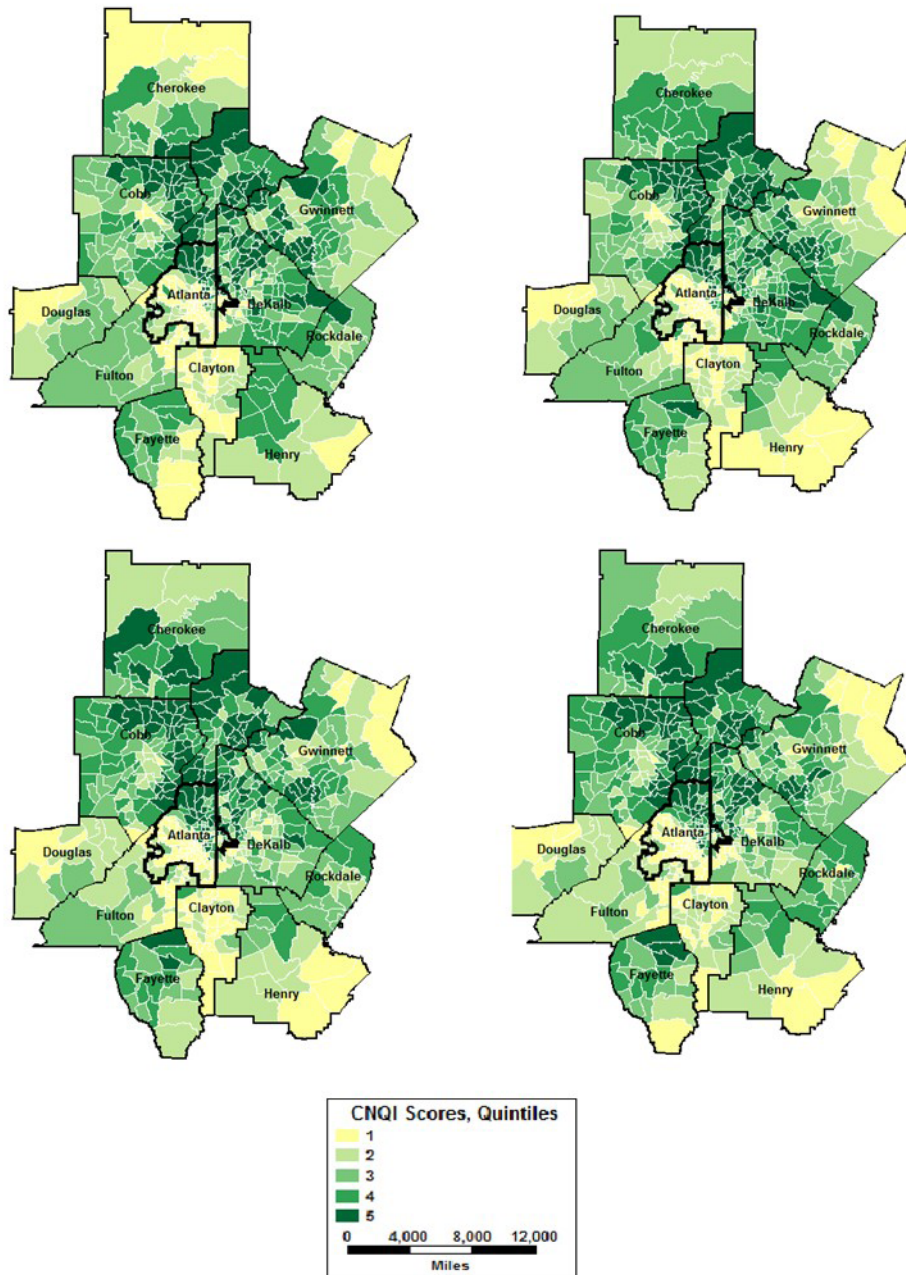 Cherokee
Cobb
Gwinnett
Atlanta
DeKalb
Douglas
Rockdale
Fulton
Clayton
Fayette
Henry
Cherokee
Cobb
Gwinnett
Atlanta
DeKalb
Douglas
Rockdale
Fulton
Clayton
Fayette
Henry
Cherokee
Cobb
Gwinnett
Atlanta
DeKalb
Douglas
Rockdale
Fulton
Clayton
Fayette
Henry
Cherokee
Cobb
Gwinnett
Atlanta
DeKalb
Douglas
Rockdale
Fulton
Clayton
Fayette
Henry
CNQI Scores, Quintiles
1
2
3
4
5
0 4,000 8,000 12,000
Miles